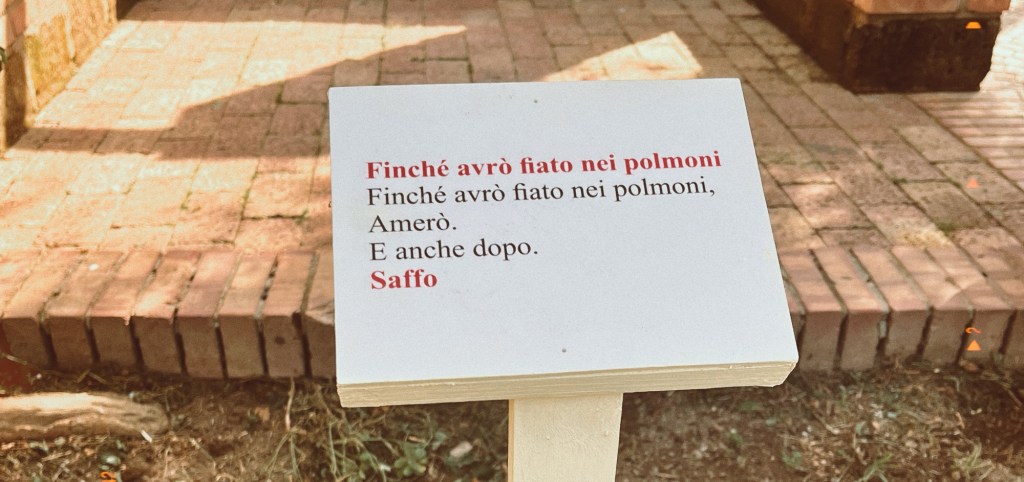 Finché avrò fiato nei polmoni
Finché avrò fiato nei polmoni,
Amerò.
E anche dopo.
Saffo